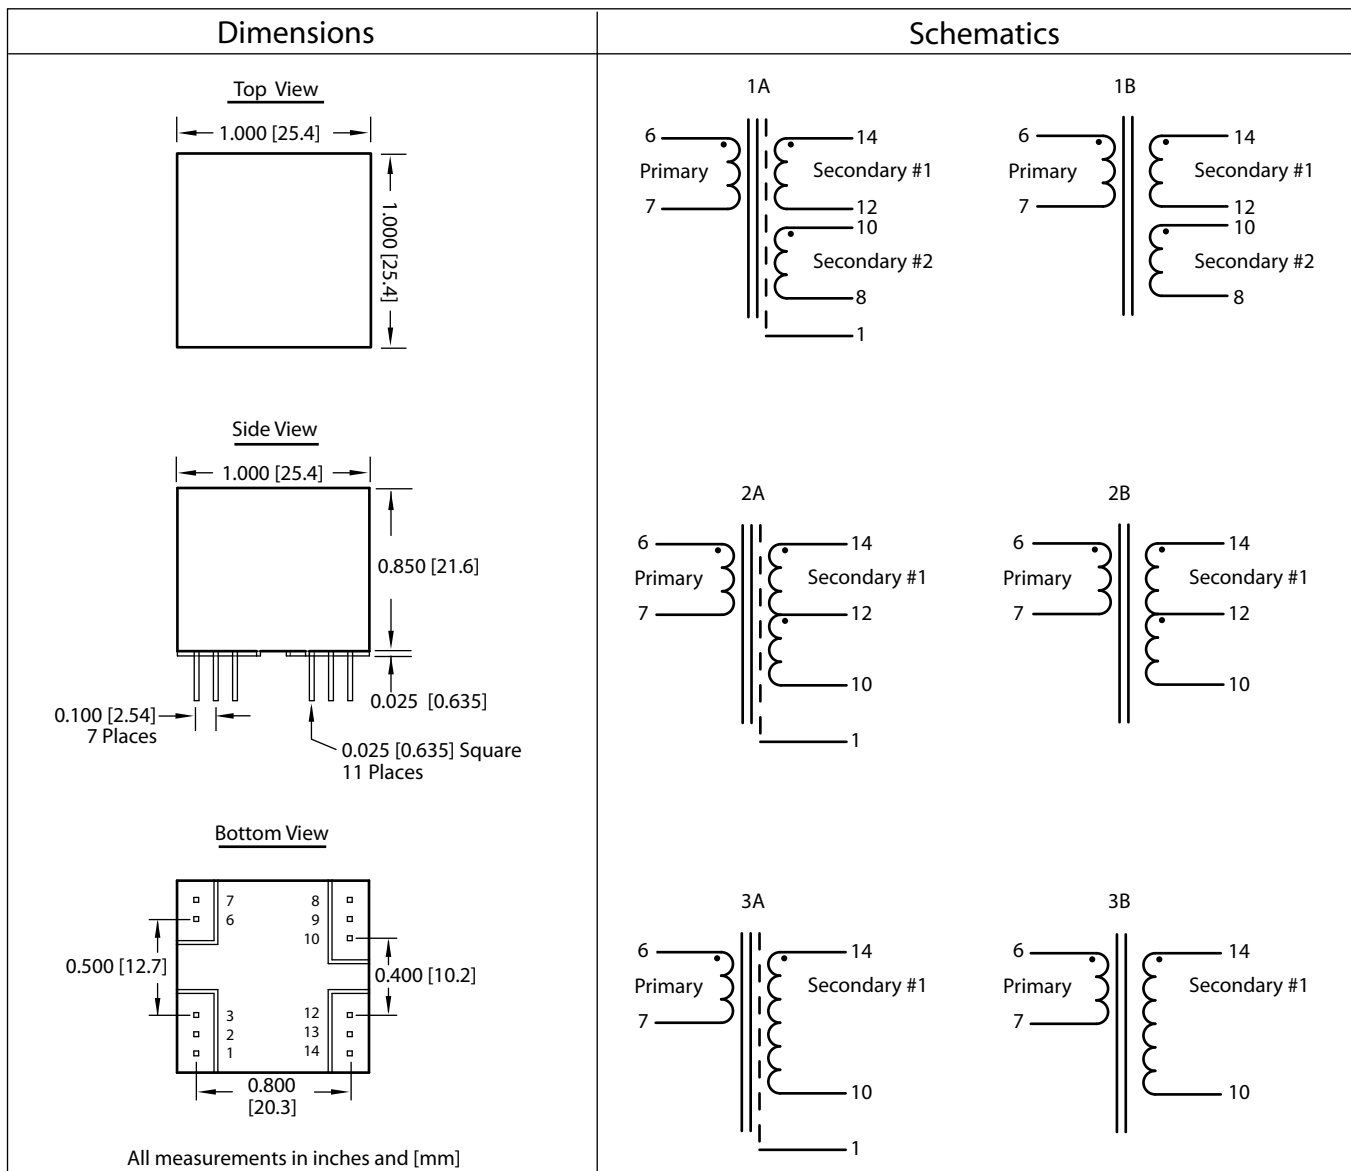 Dimensions
Top View
1.000 [25.4]
1.000 [25.4]
Side View
1.000 [25.4]
0.850 [21.6]
0.025 [0.635]
0.100 [2.54]
7 Places
0.025 [0.635] Square
11 Places
Bottom View
7 8
6 9
10
0.500 [12.7]
0.400 [10.2]
3 12
2 13
1 14
0.800
[20.3]
All measurements in inches and [mm]
Schematics
1A
6 14
Primary Secondary #1
7 12
10
Secondary #2
8
1
1B
6 14
Primary Secondary #1
7 12
10
Secondary #2
8
2A
6 14
Primary Secondary #1
7 12
10
1
2B
6 14
Primary Secondary #1
7 12
10
3A
6 14
Primary Secondary #1
7
10
1
3B
6 14
Primary Secondary #1
7
10